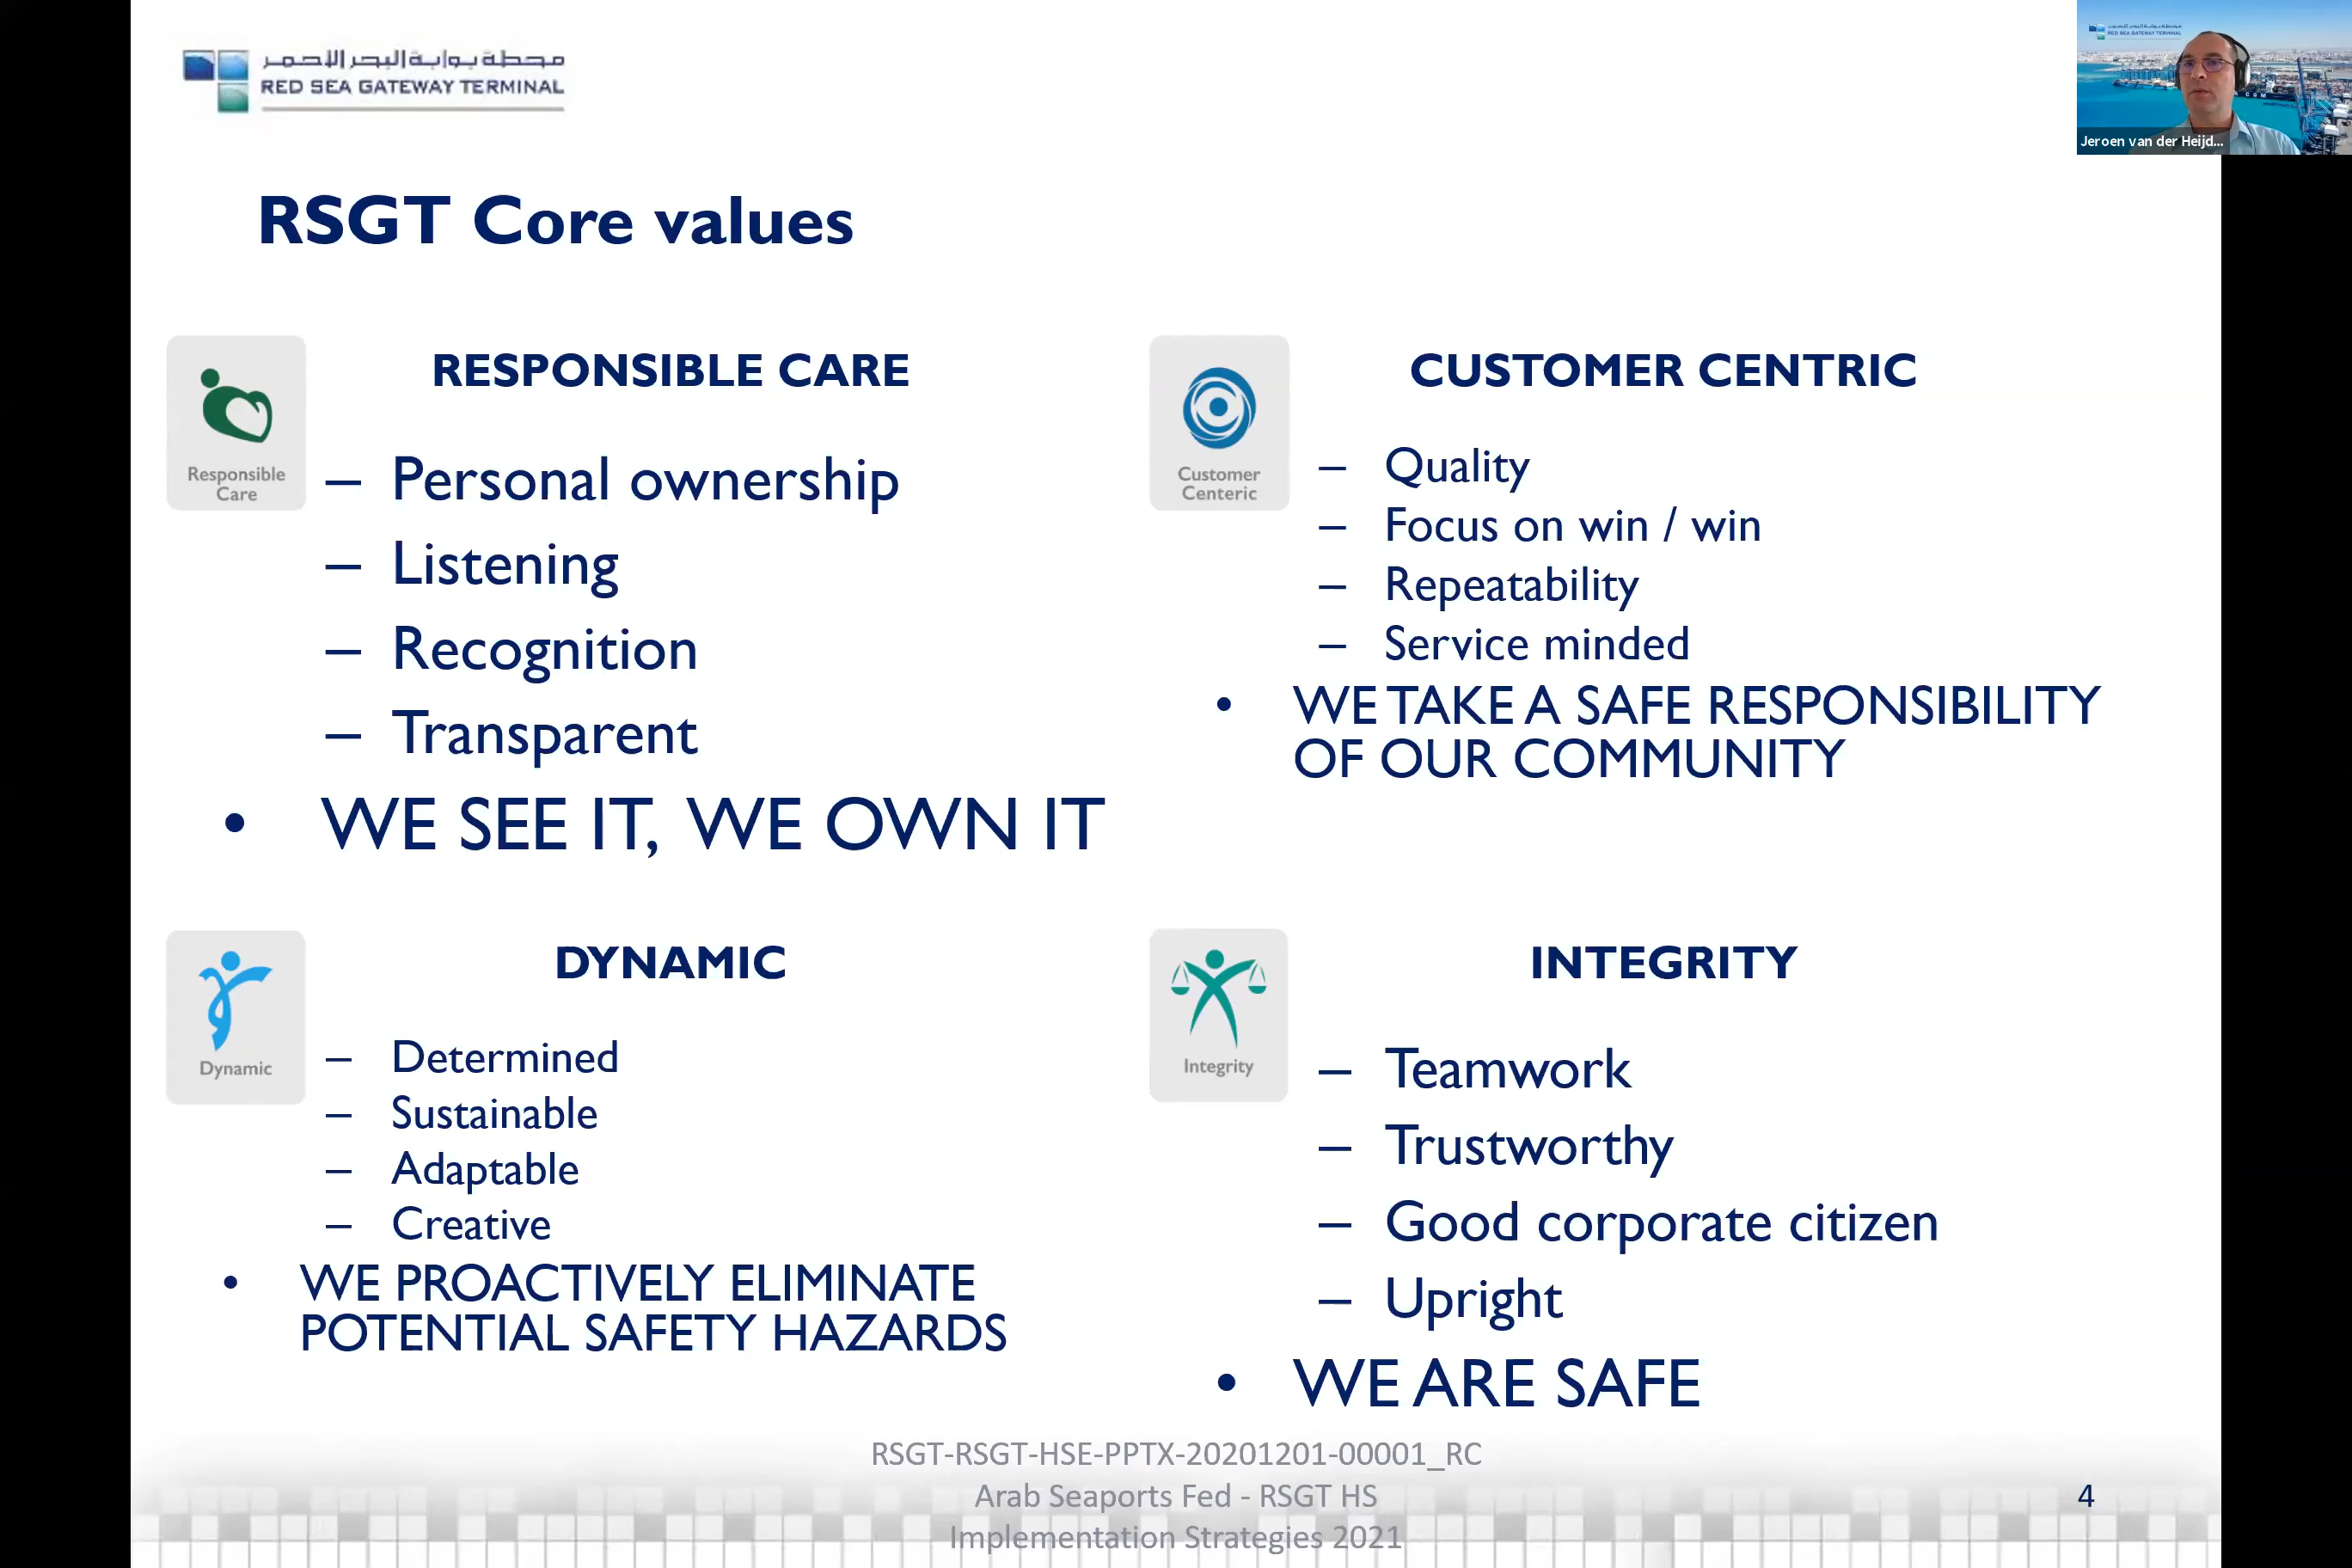 محطة بوابة البحر الأحمر
RED SEA GATEWAY TERMINAL
Jeroen van der Heijd...
RSGT Core values
RESPONSIBLE CARE
Responsible
Care
– Personal ownership
– Listening
– Recognition
– Transparent
• WE SEE IT, WE OWN IT
CUSTOMER CENTRIC
Customer
Centeric
– Quality
– Focus on win / win
– Repeatability
– Service minded
• WE TAKE A SAFE RESPONSIBILITY
OF OUR COMMUNITY
DYNAMIC
Dynamic
– Determined
– Sustainable
– Adaptable
– Creative
• WE PROACTIVELY ELIMINATE
POTENTIAL SAFETY HAZARDS
INTEGRITY
Integrity
– Teamwork
– Trustworthy
– Good corporate citizen
– Upright
• WE ARE SAFE
RSGT-RSGT-HSE-PPTX-20201201-00001_RC
Arab Seaports Fed - RSGT HS
Implementation Strategies 2021
4
RED SEA GATEWAY TERMINAL